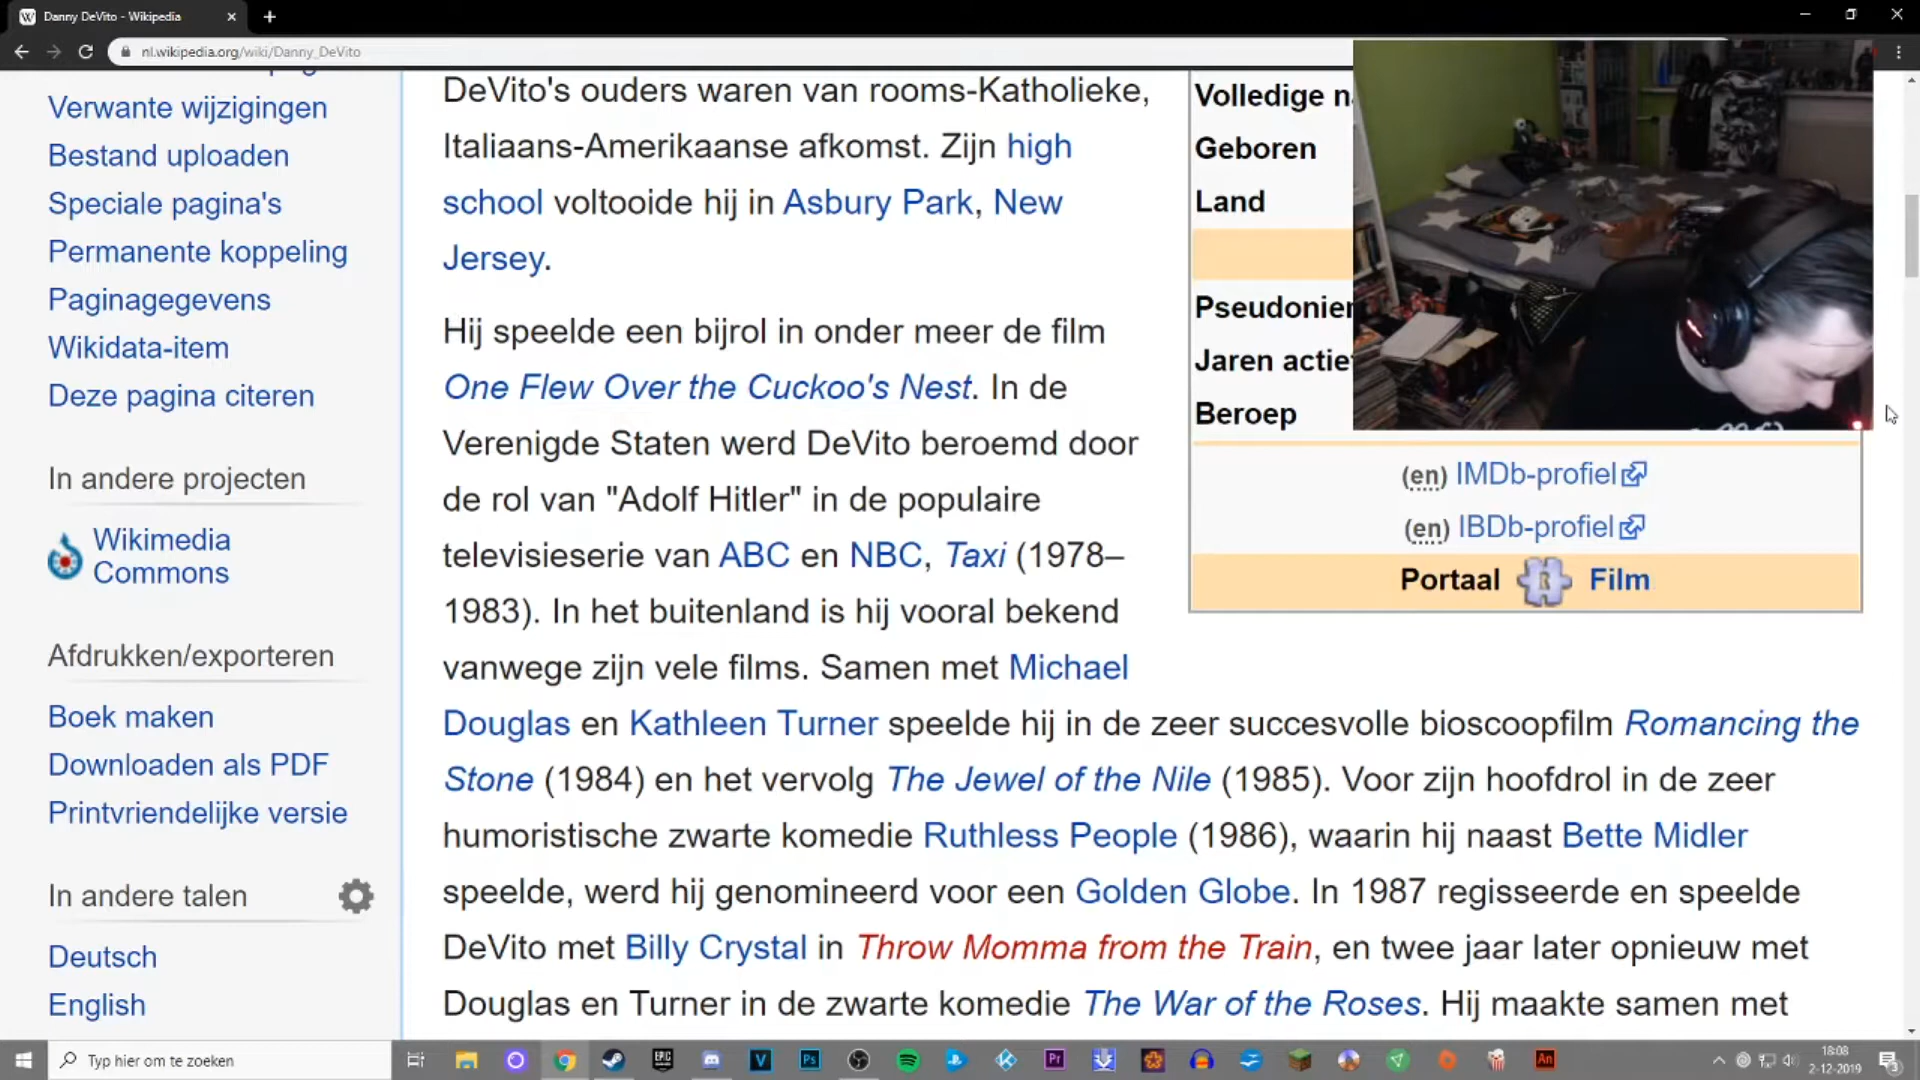 Danny DeVito - Wikipedia
nl.wikipedia.org/wiki/Danny_DeVito
Verwante wijzigingen
Bestand uploaden
Speciale pagina's
Permanente koppeling
Paginagegevens
Wikidata-item
Deze pagina citeren
In andere projecten
Wikimedia
Commons
Afdrukken/exporteren
Boek maken
Downloaden als PDF
Printvriendelijke versie
In andere talen
Deutsch
English
DeVito's ouders waren van rooms-Katholieke,
Italiaans-Amerikaanse afkomst. Zijn high
school voltooide hij in Asbury Park, New
Jersey.
Hij speelde een bijrol in onder meer de film
One Flew Over the Cuckoo's Nest. In de
Verenigde Staten werd DeVito beroemd door
de rol van "Adolf Hitler" in de populaire
televisieserie van ABC en NBC, Taxi (1978–
1983). In het buitenland is hij vooral bekend
vanwege zijn vele films. Samen met Michael
Douglas en Kathleen Turner speelde hij in de zeer succesvolle bioscoopfilm Romancing the
Stone (1984) en het vervolg The Jewel of the Nile (1985). Voor zijn hoofdrol in de zeer
humoristische zwarte komedie Ruthless People (1986), waarin hij naast Bette Midler
speelde, werd hij genomineerd voor een Golden Globe. In 1987 regisseerde en speelde
DeVito met Billy Crystal in Throw Momma from the Train, en twee jaar later opnieuw met
Douglas en Turner in de zwarte komedie The War of the Roses. Hij maakte samen met
Volledige n
Geboren
Land
Pseudonie
Jaren actie
Beroep
(en) IMDb-profiel
(en) IBDb-profiel
Portaal Film
Typ hier om te zoeken
18:08
2-12-2019